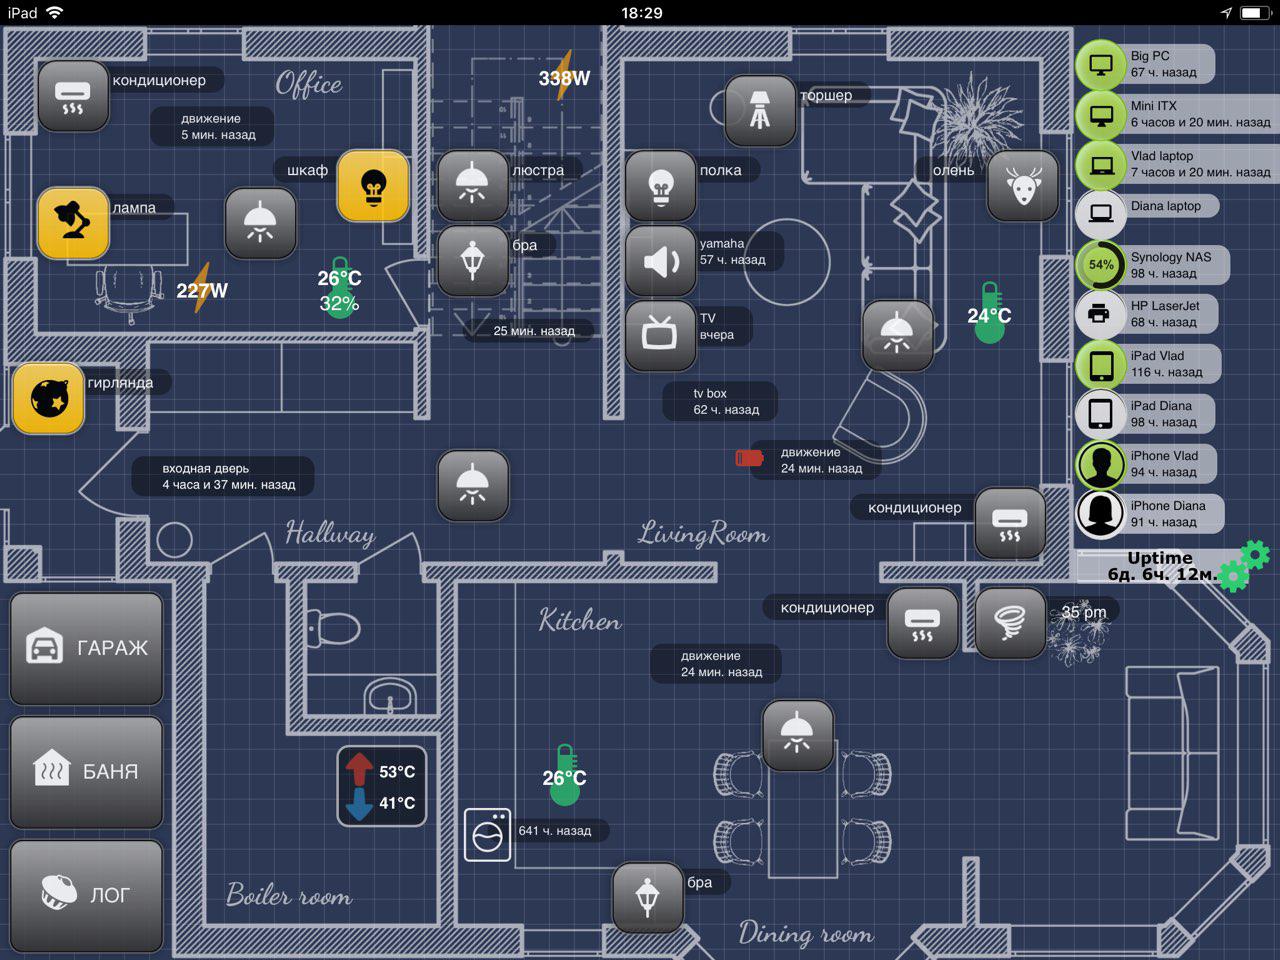 iPad
18:29
кондиционер
Office
движение
5 мин. назад
шкаф
лампа
227W
26°C
32%
338W
люстра
бра
25 мин. назад
торшер
полка
олень
yamaha
57 ч. назад
TV
вчера
24°C
tv box
62 ч. назад
движение
24 мин. назад
гирлянда
входная дверь
4 часа и 37 мин. назад
Hallway
LivingRoom
кондиционер
Big PC
67 ч. назад
Mini ITX
6 часов и 20 мин. назад
Vlad laptop
7 часов и 20 мин. назад
Diana laptop
54%
Synology NAS
98 ч. назад
HP LaserJet
68 ч. назад
iPad Vlad
116 ч. назад
iPad Diana
98 ч. назад
iPhone Vlad
94 ч. назад
iPhone Diana
91 ч. назад
Uptime
6д. 6ч. 12м.
ГАРАЖ
БАНЯ
ЛОГ
Kitchen
кондиционер
35 pm
движение
24 мин. назад
53°C
41°C
26°C
641 ч. назад
бра
Boiler room
Dining room